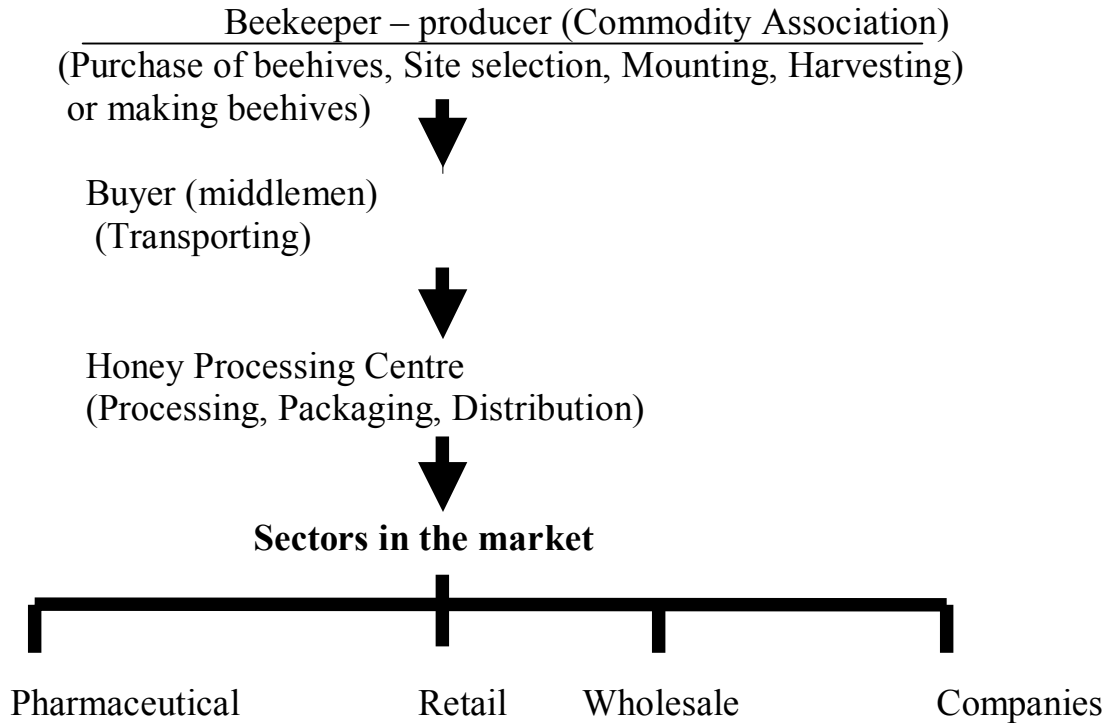 Beekeeper – producer (Commodity Association)
(Purchase of beehives, Site selection, Mounting, Harvesting)
or making beehives)
Buyer (middlemen)
(Transporting)
Honey Processing Centre
(Processing, Packaging, Distribution)
Sectors in the market
Pharmaceutical Retail Wholesale Companies